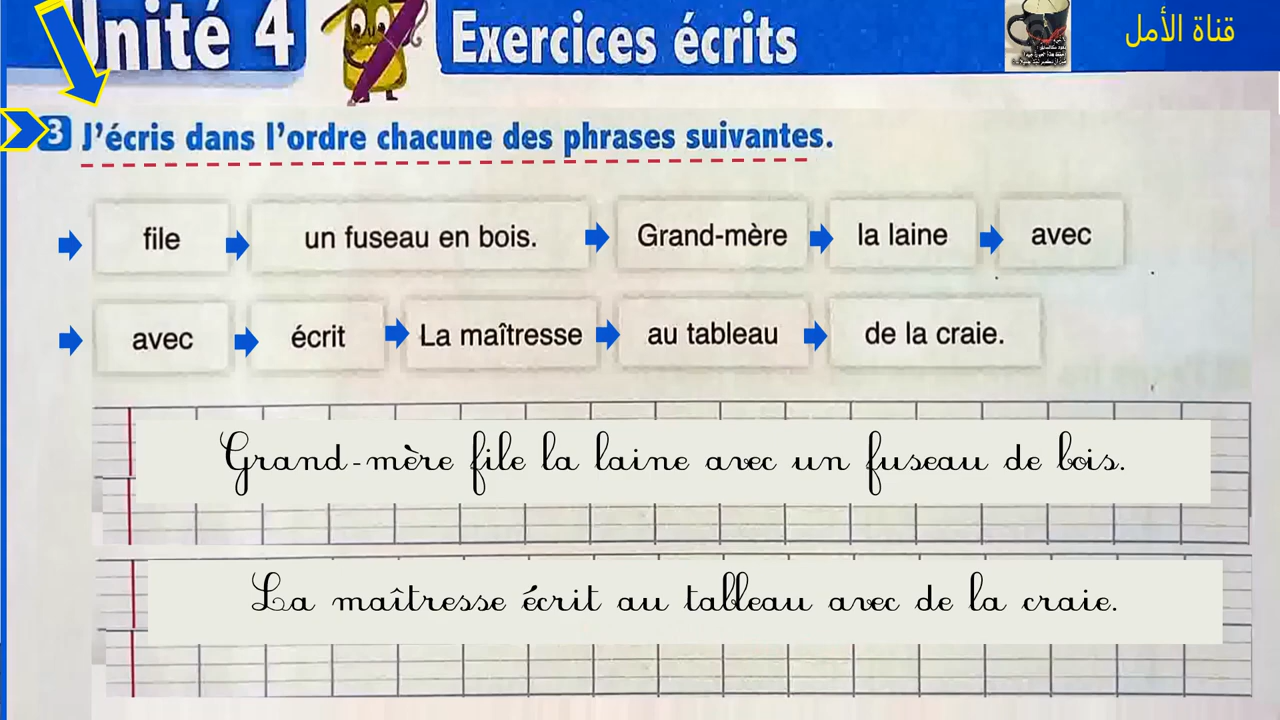 Unité 4
Exercices écrits
قناة الأمل
3 J'écris dans l'ordre chacune des phrases suivantes.
file un fuseau en bois. Grand-mère la laine avec
avec écrit La maîtresse au tableau de la craie.
Grand-mère file la laine avec un fuseau de bois.
La maîtresse écrit au tableau avec de la craie.